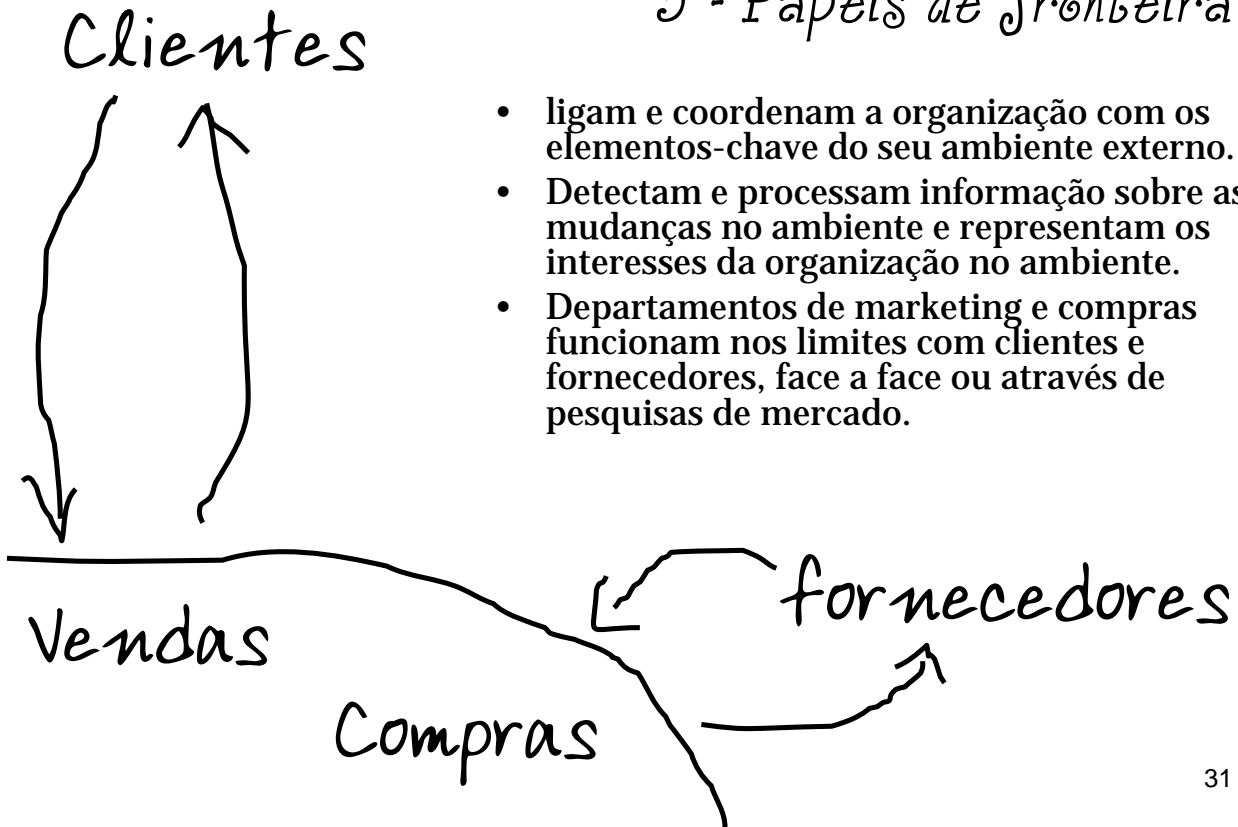 Clientes
- Papéis de fronteira
• ligam e coordenam a organização com os
elementos-chave do seu ambiente externo.
• Detectam e processam informação sobre as
mudanças no ambiente e representam os
interesses da organização no ambiente.
• Departamentos de marketing e compras
funcionam nos limites com clientes e
fornecedores, face a face ou através de
pesquisas de mercado.
fornecedores
Vendas
Compras
31